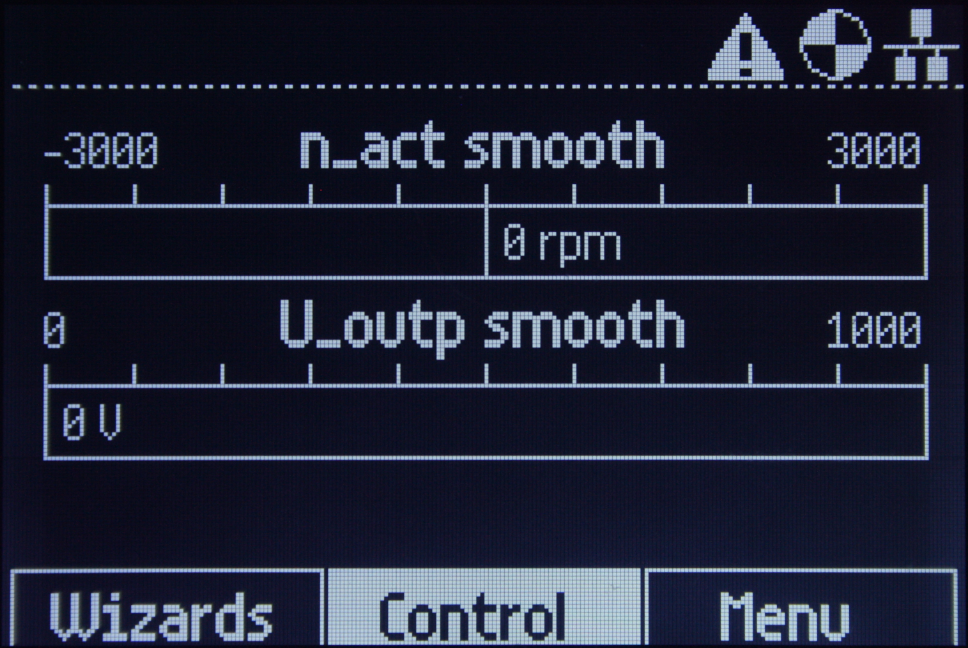 -3000 n_act smooth 3000
0 rpm
0 U_outp smooth 1000
0 V
Wizards Control Menu